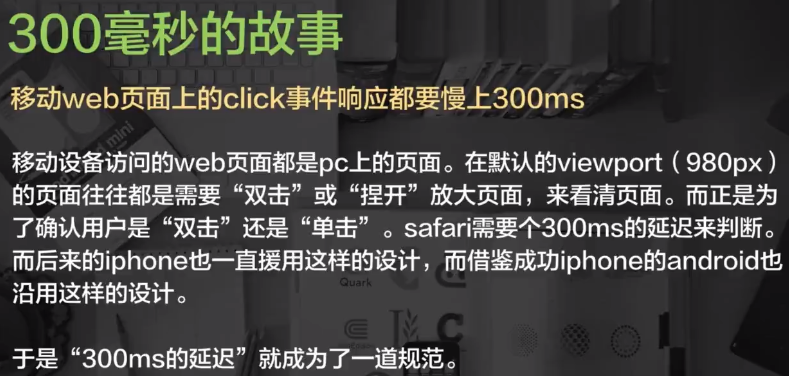 300毫秒的故事
移动web页面上的click事件响应都要慢上300ms
移动设备访问的web页面都是pc上的页面。在默认的viewport（980px）
的页面往往都是需要“双击”或“捏开”放大页面，来看清页面。而正是为
了确认用户是“双击”还是“单击”。safari需要个300ms的延迟来判断。
而后来的iphone也一直援用这样的设计，而借鉴成功iphone的android也
沿用这样的设计。
Quark
于是“300ms的延迟”就成为了一道规范。